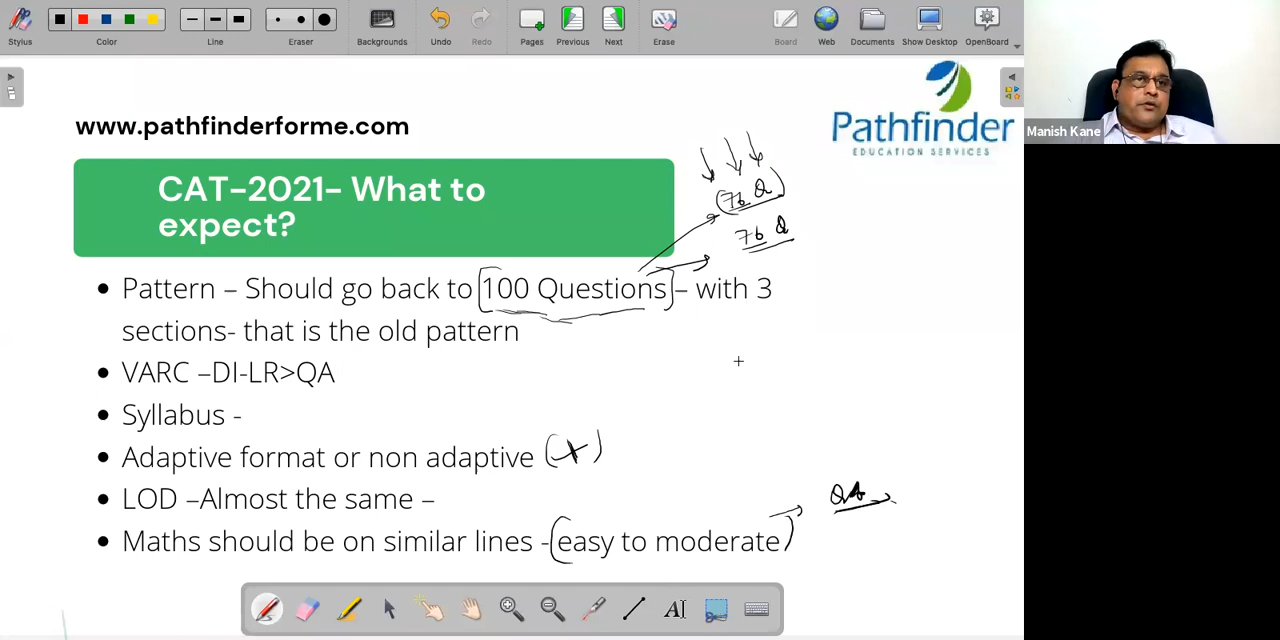 Stylus
Color
Line
Eraser
Backgrounds
Undo
Redo
Pages
Previous
Next
Erase
Board
Web
Documents
Show Desktop
OpenBoard
www.pathfinderforme.com
Pathfinder
EDUCATION SERVICES
Manish Kane
CAT-2021- What to
expect?
(76 Q)
76 Q
• Pattern – Should go back to [100 Questions]– with 3
sections- that is the old pattern
• VARC –DI-LR>QA
• Syllabus -
• Adaptive format or non adaptive (x)
• LOD –Almost the same –
QA
• Maths should be on similar lines -(easy to moderate)